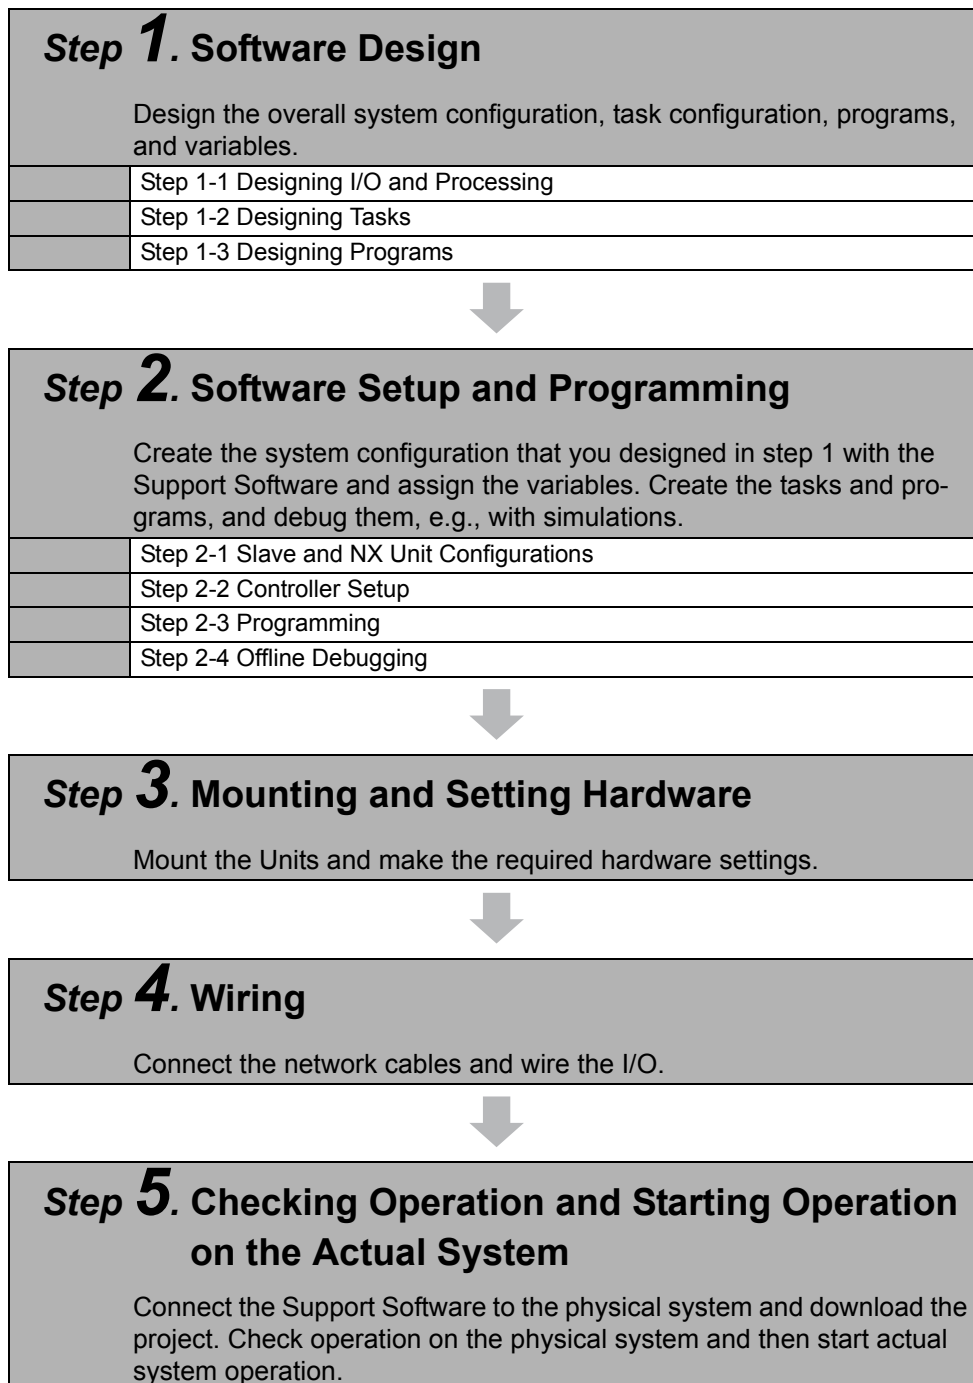 Step 1. Software Design
Design the overall system configuration, task configuration, programs,
and variables.
Step 1-1 Designing I/O and Processing
Step 1-2 Designing Tasks
Step 1-3 Designing Programs
Step 2. Software Setup and Programming
Create the system configuration that you designed in step 1 with the
Support Software and assign the variables. Create the tasks and pro-
grams, and debug them, e.g., with simulations.
Step 2-1 Slave and NX Unit Configurations
Step 2-2 Controller Setup
Step 2-3 Programming
Step 2-4 Offline Debugging
Step 3. Mounting and Setting Hardware
Mount the Units and make the required hardware settings.
Step 4. Wiring
Connect the network cables and wire the I/O.
Step 5. Checking Operation and Starting Operation
on the Actual System
Connect the Support Software to the physical system and download the
project. Check operation on the physical system and then start actual
system operation.